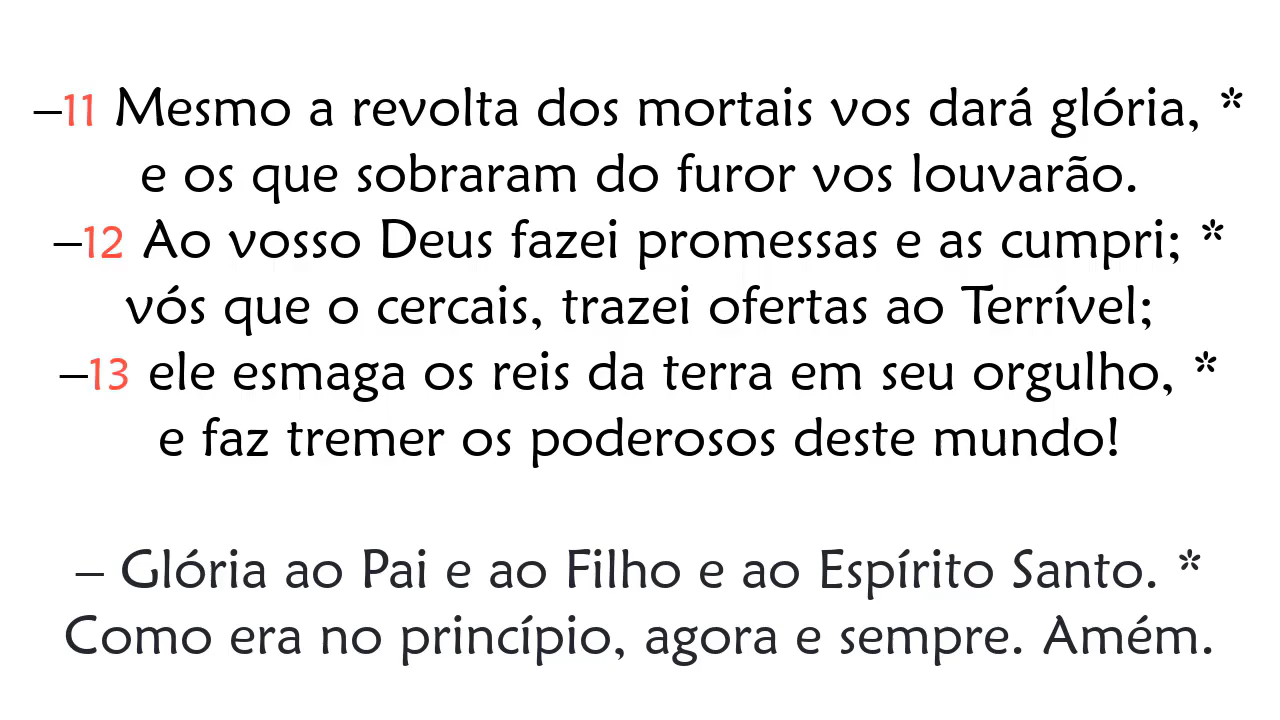 –11 Mesmo a revolta dos mortais vos dará glória, *
e os que sobraram do furor vos louvarão.
–12 Ao vosso Deus fazei promessas e as cumpri; *
vós que o cercais, trazei ofertas ao Terrível;
–13 ele esmaga os reis da terra em seu orgulho, *
e faz tremer os poderosos deste mundo!
– Glória ao Pai e ao Filho e ao Espírito Santo. *
Como era no princípio, agora e sempre. Amém.